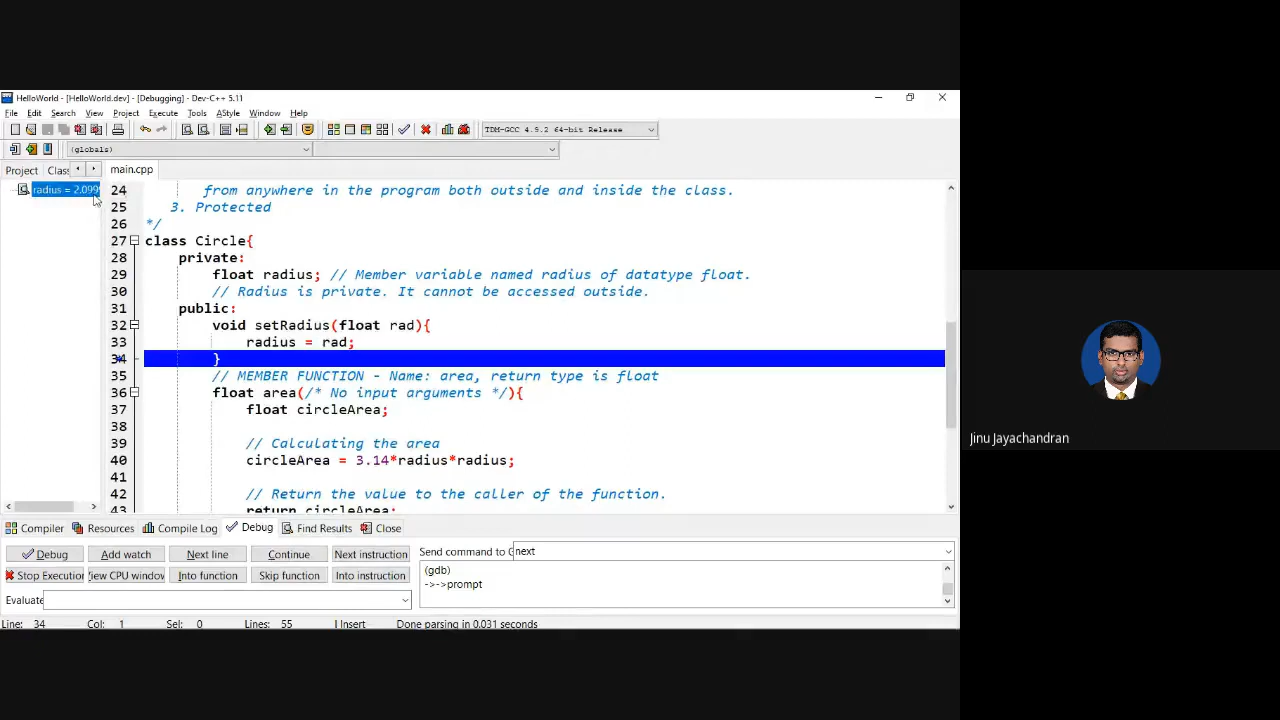 HelloWorld - [HelloWorld.dev] - [Debugging] - Dev-C++ 5.11
File Edit Search View Project Execute Tools AStyle Window Help
TDM-GCC 4.9.2 64-bit Release
(globals)
Project Class main.cpp
radius = 2.099
24 from anywhere in the program both outside and inside the class.
25 3. Protected
26 */
27 class Circle{
28 private:
29 float radius; // Member variable named radius of datatype float.
30 // Radius is private. It cannot be accessed outside.
31 public:
32 void setRadius(float rad){
33 radius = rad;
34 }
35 // MEMBER FUNCTION - Name: area, return type is float
36 float area(/* No input arguments */){
37 float circleArea;
38
39 // Calculating the area
40 circleArea = 3.14*radius*radius;
41
42 // Return the value to the caller of the function.
43 return circleArea;
Compiler Resources Compile Log Debug Find Results Close
Debug Add watch Next line Continue Next instruction Send command to G next
Stop Execution View CPU window Into function Skip function Into instruction
(gdb)
->->prompt
Evaluate
Line: 34 Col: 1 Sel: 0 Lines: 55 Insert Done parsing in 0.031 seconds
Jinu Jayachandran